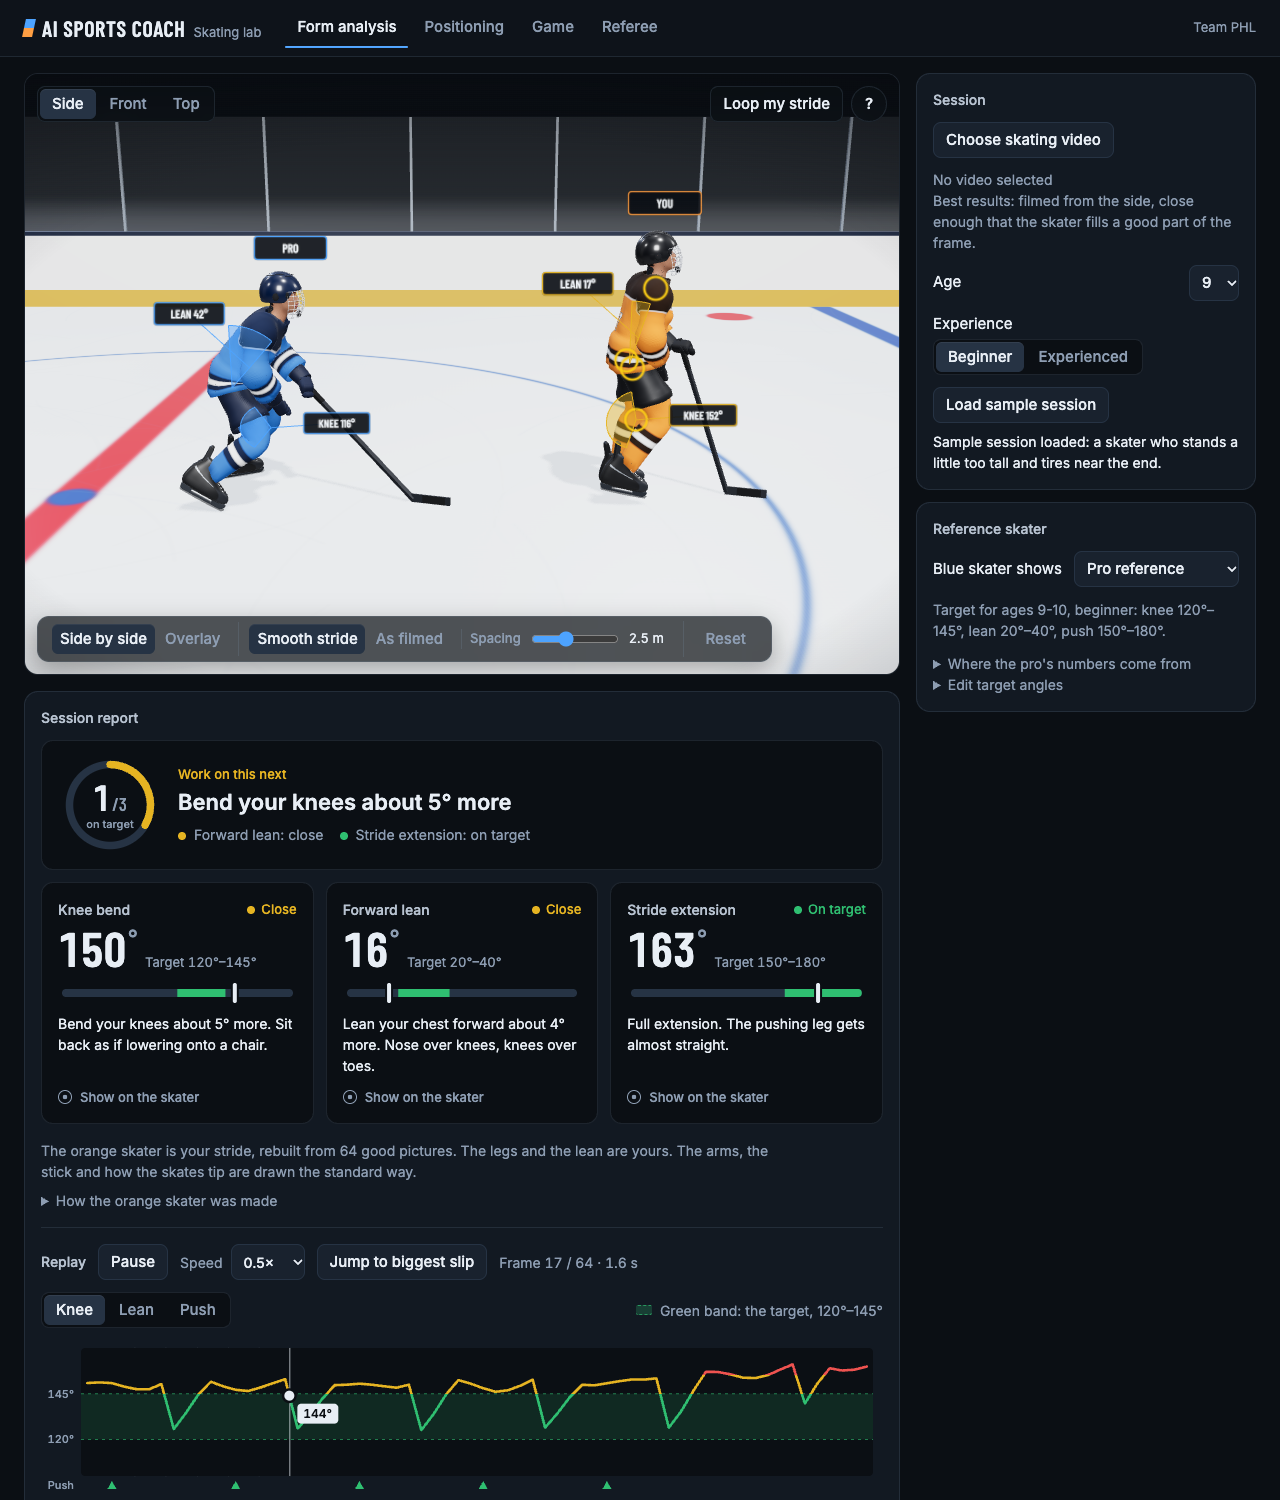 AI SPORTS COACH Skating lab Form analysis Positioning Game Referee Team PHL
Side Front Top Loop my stride ?
YOU
PRO
LEAN 17°
LEAN 42°
KNEE 116°
KNEE 152°
Side by side Overlay Smooth stride As filmed Spacing 2.5 m Reset
Session
Choose skating video
No video selected
Best results: filmed from the side, close
enough that the skater fills a good part of the
frame.
Age 9
Experience
Beginner Experienced
Load sample session
Sample session loaded: a skater who stands a
little too tall and tires near the end.
Reference skater
Blue skater shows Pro reference
Target for ages 9-10, beginner: knee 120°–
145°, lean 20°–40°, push 150°–180°.
Where the pro's numbers come from
Edit target angles
Session report
1/3
on target
Work on this next
Bend your knees about 5° more
Forward lean: close Stride extension: on target
Knee bend Close
150° Target 120°–145°
Bend your knees about 5° more. Sit
back as if lowering onto a chair.
Show on the skater
Forward lean Close
16° Target 20°–40°
Lean your chest forward about 4°
more. Nose over knees, knees over
toes.
Show on the skater
Stride extension On target
163° Target 150°–180°
Full extension. The pushing leg gets
almost straight.
Show on the skater
The orange skater is your stride, rebuilt from 64 good pictures. The legs and the lean are yours. The arms, the
stick and how the skates tip are drawn the standard way.
How the orange skater was made
Replay Pause Speed 0.5× Jump to biggest slip Frame 17 / 64 · 1.6 s
Knee Lean Push Green band: the target, 120°–145°
145°
144°
120°
Push